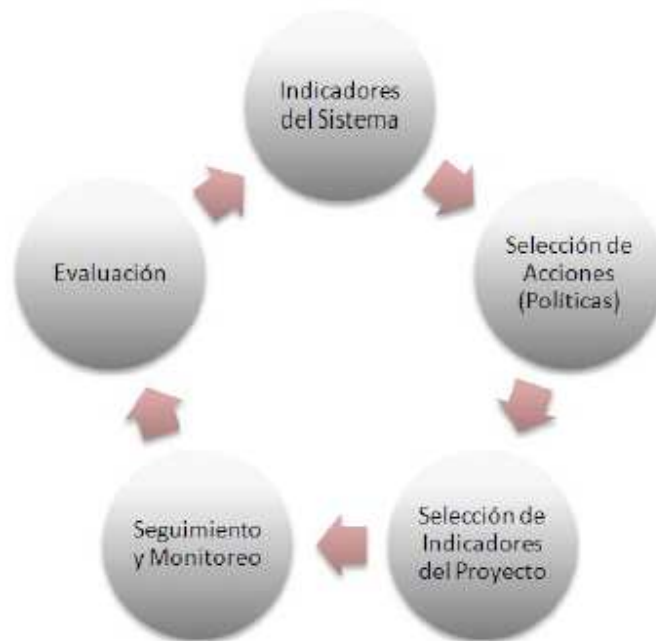 Indicadores
del Sistema
Selección de
Acciones
(Políticas)
Selección de
Indicadores
del Proyecto
Seguimiento
y Monitoreo
Evaluación